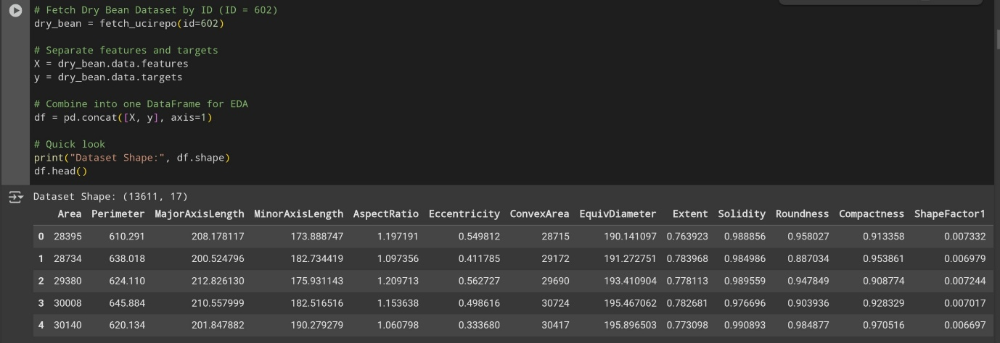 # Fetch Dry Bean Dataset by ID (ID = 602)
dry_bean = fetch_ucirepo(id=602)
# Separate features and targets
X = dry_bean.data.features
y = dry_bean.data.targets
# Combine into one DataFrame for EDA
df = pd.concat([X, y], axis=1)
# Quick look
print("Dataset Shape:", df.shape)
df.head()
Dataset Shape: (13611, 17)
Area Perimeter MajorAxisLength MinorAxisLength AspectRatio Eccentricity ConvexArea EquivDiameter Extent Solidity Roundness Compactness ShapeFactor1
0 28395 610.291 208.178117 173.888747 1.197191 0.549812 28715 190.141097 0.763923 0.988856 0.958027 0.913358 0.007332
1 28734 638.018 200.524796 182.734419 1.097356 0.411785 29172 191.272751 0.783968 0.984986 0.887034 0.953861 0.006979
2 29380 624.110 212.826130 175.931143 1.209713 0.562727 29690 193.410904 0.778113 0.989559 0.947849 0.908774 0.007244
3 30008 645.884 210.557999 182.516516 1.153638 0.498616 30724 195.467062 0.782681 0.976696 0.903936 0.928329 0.007017
4 30140 620.134 201.847882 190.279279 1.060798 0.333680 30417 195.896503 0.773098 0.990893 0.984877 0.970516 0.006697